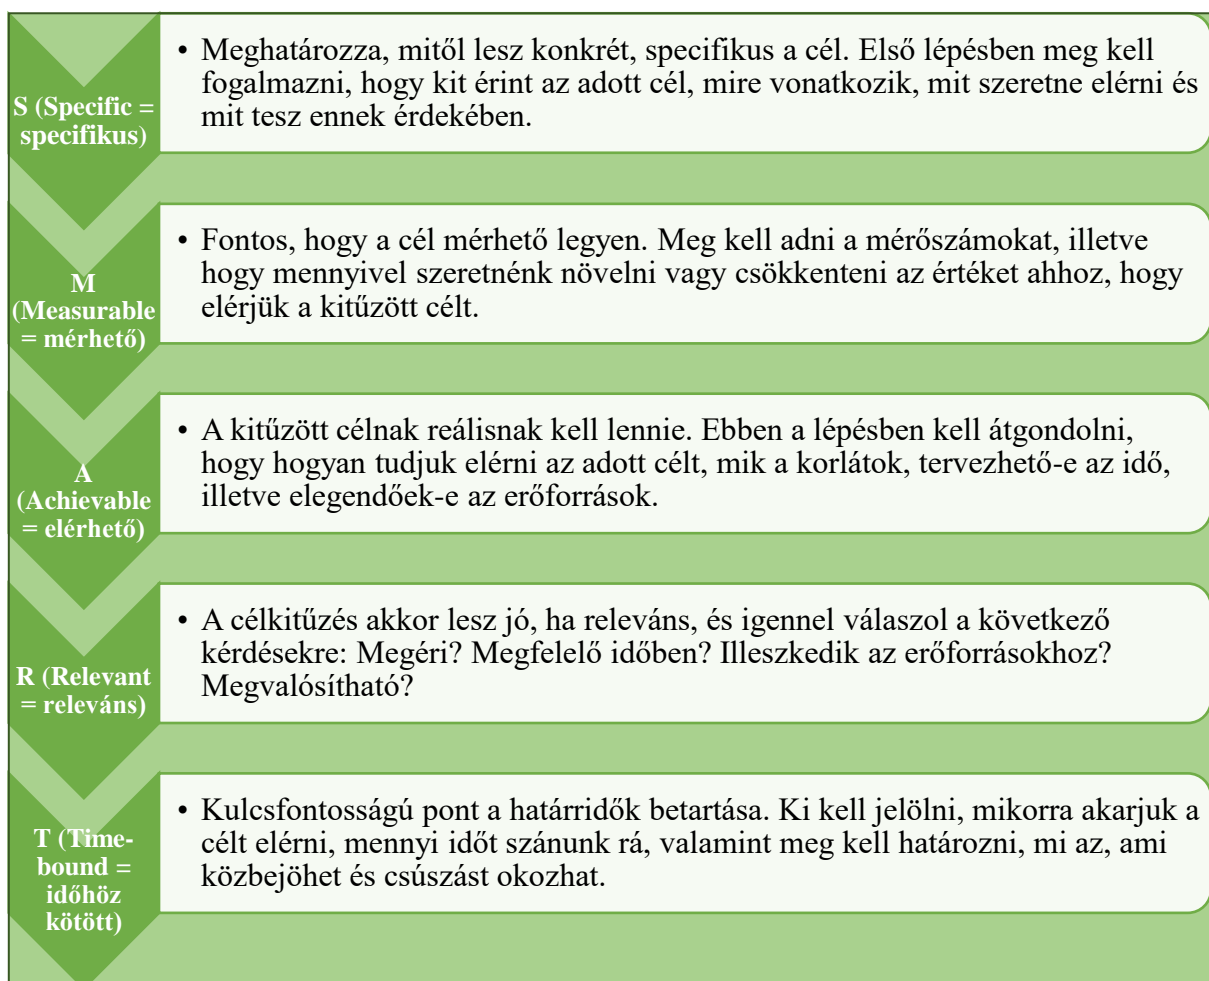 S (Specific =
specifikus)
• Meghatározza, mitől lesz konkrét, specifikus a cél. Első lépésben meg kell
fogalmazni, hogy kit érint az adott cél, mire vonatkozik, mit szeretne elérni és
mit tesz ennek érdekében.
M
(Measurable
= mérhető)
• Fontos, hogy a cél mérhető legyen. Meg kell adni a mérőszámokat, illetve
hogy mennyivel szeretnénk növelni vagy csökkenteni az értéket ahhoz, hogy
elérjük a kitűzött célt.
A
(Achievable
= elérhető)
• A kitűzött célnak reálisnak kell lennie. Ebben a lépésben kell átgondolni,
hogy hogyan tudjuk elérni az adott célt, mik a korlátok, tervezhető-e az idő,
illetve elegendőek-e az erőforrások.
R (Relevant
= releváns)
• A célkitűzés akkor lesz jó, ha releváns, és igennel válaszol a következő
kérdésekre: Megéri? Megfelelő időben? Illeszkedik az erőforrásokhoz?
Megvalósítható?
T (Time-
bound =
időhöz
kötött)
• Kulcsfontosságú pont a határridők betartása. Ki kell jelölni, mikorra akarjuk a
célt elérni, mennyi időt szánunk rá, valamint meg kell határozni, mi az, ami
közbejöhet és csúszást okozhat.